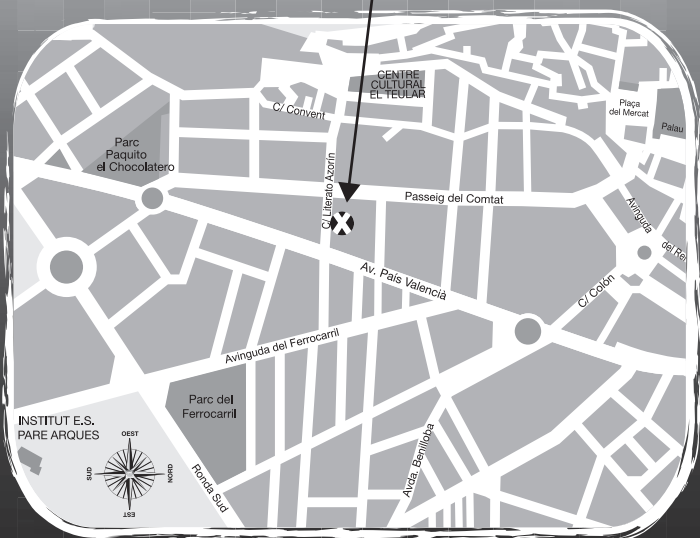 CENTRE
CULTURAL
EL TEULAR
C/ Convent
Plaça
del Mercat
Palau
Parc
Paquito
el Chocolatero
C/ Literato Azorín
Passeig del Comtat
Avinguda
del Rei
Av. País Valencià
C/ Colón
Avinguda del Ferrocarril
Parc del
Ferrocarril
INSTITUT E.S.
PARE ARQUES
OEST
SUD
NORD
EST
Ronda Sud
Avda. Benilloba